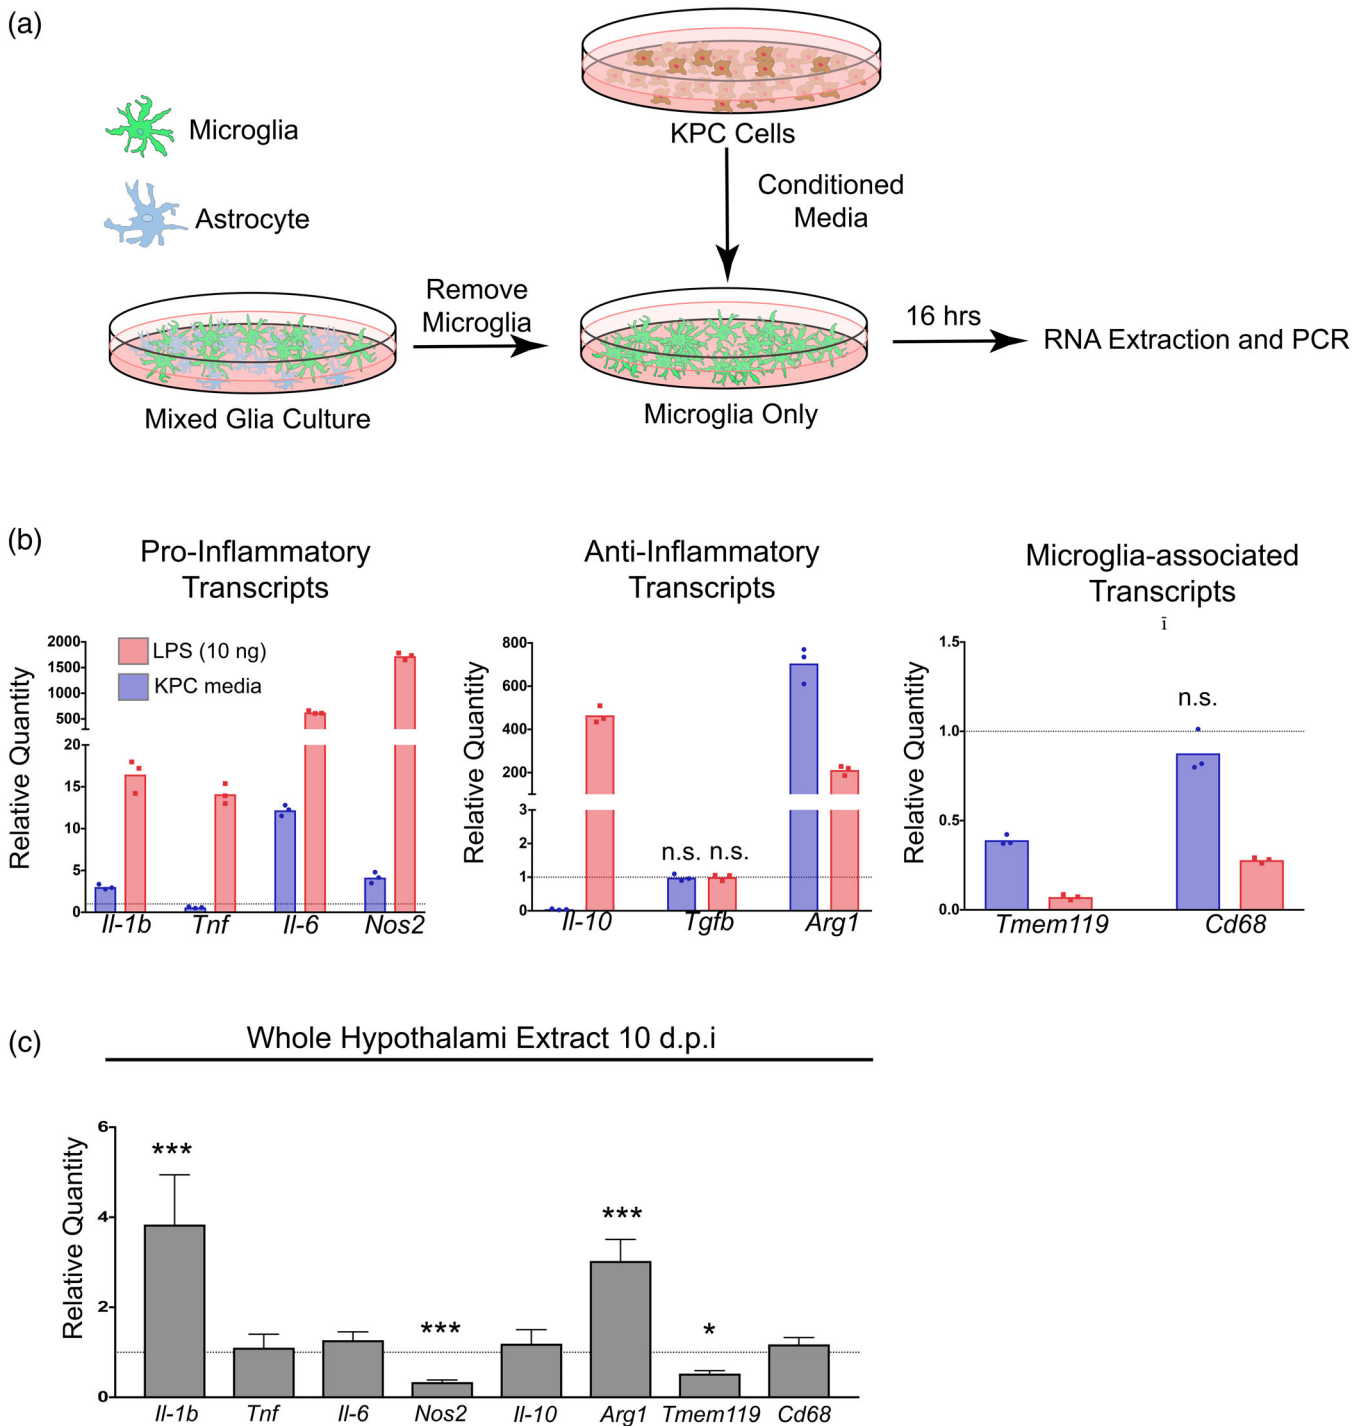 (a)
Microglia
Astrocyte
KPC Cells
Conditioned
Media
Remove
Microglia
16 hrs
RNA Extraction and PCR
Mixed Glia Culture
Microglia Only
(b)
Pro-Inflammatory
Transcripts
LPS (10 ng)
KPC media
Relative Quantity
2000
1500
1000
500
20
15
10
5
0
Il-1b
Tnf
Il-6
Nos2
Anti-Inflammatory
Transcripts
Relative Quantity
800
600
400
200
3
2
1
0
n.s.
n.s.
Il-10
Tgfb
Arg1
Microglia-associated
Transcripts
ī
Relative Quantity
1.5
1.0
0.5
0.0
n.s.
Tmem119
Cd68
(c)
Whole Hypothalami Extract 10 d.p.i
Relative Quantity
6
4
2
0
***
***
***
*
Il-1b
Tnf
Il-6
Nos2
Il-10
Arg1
Tmem119
Cd68